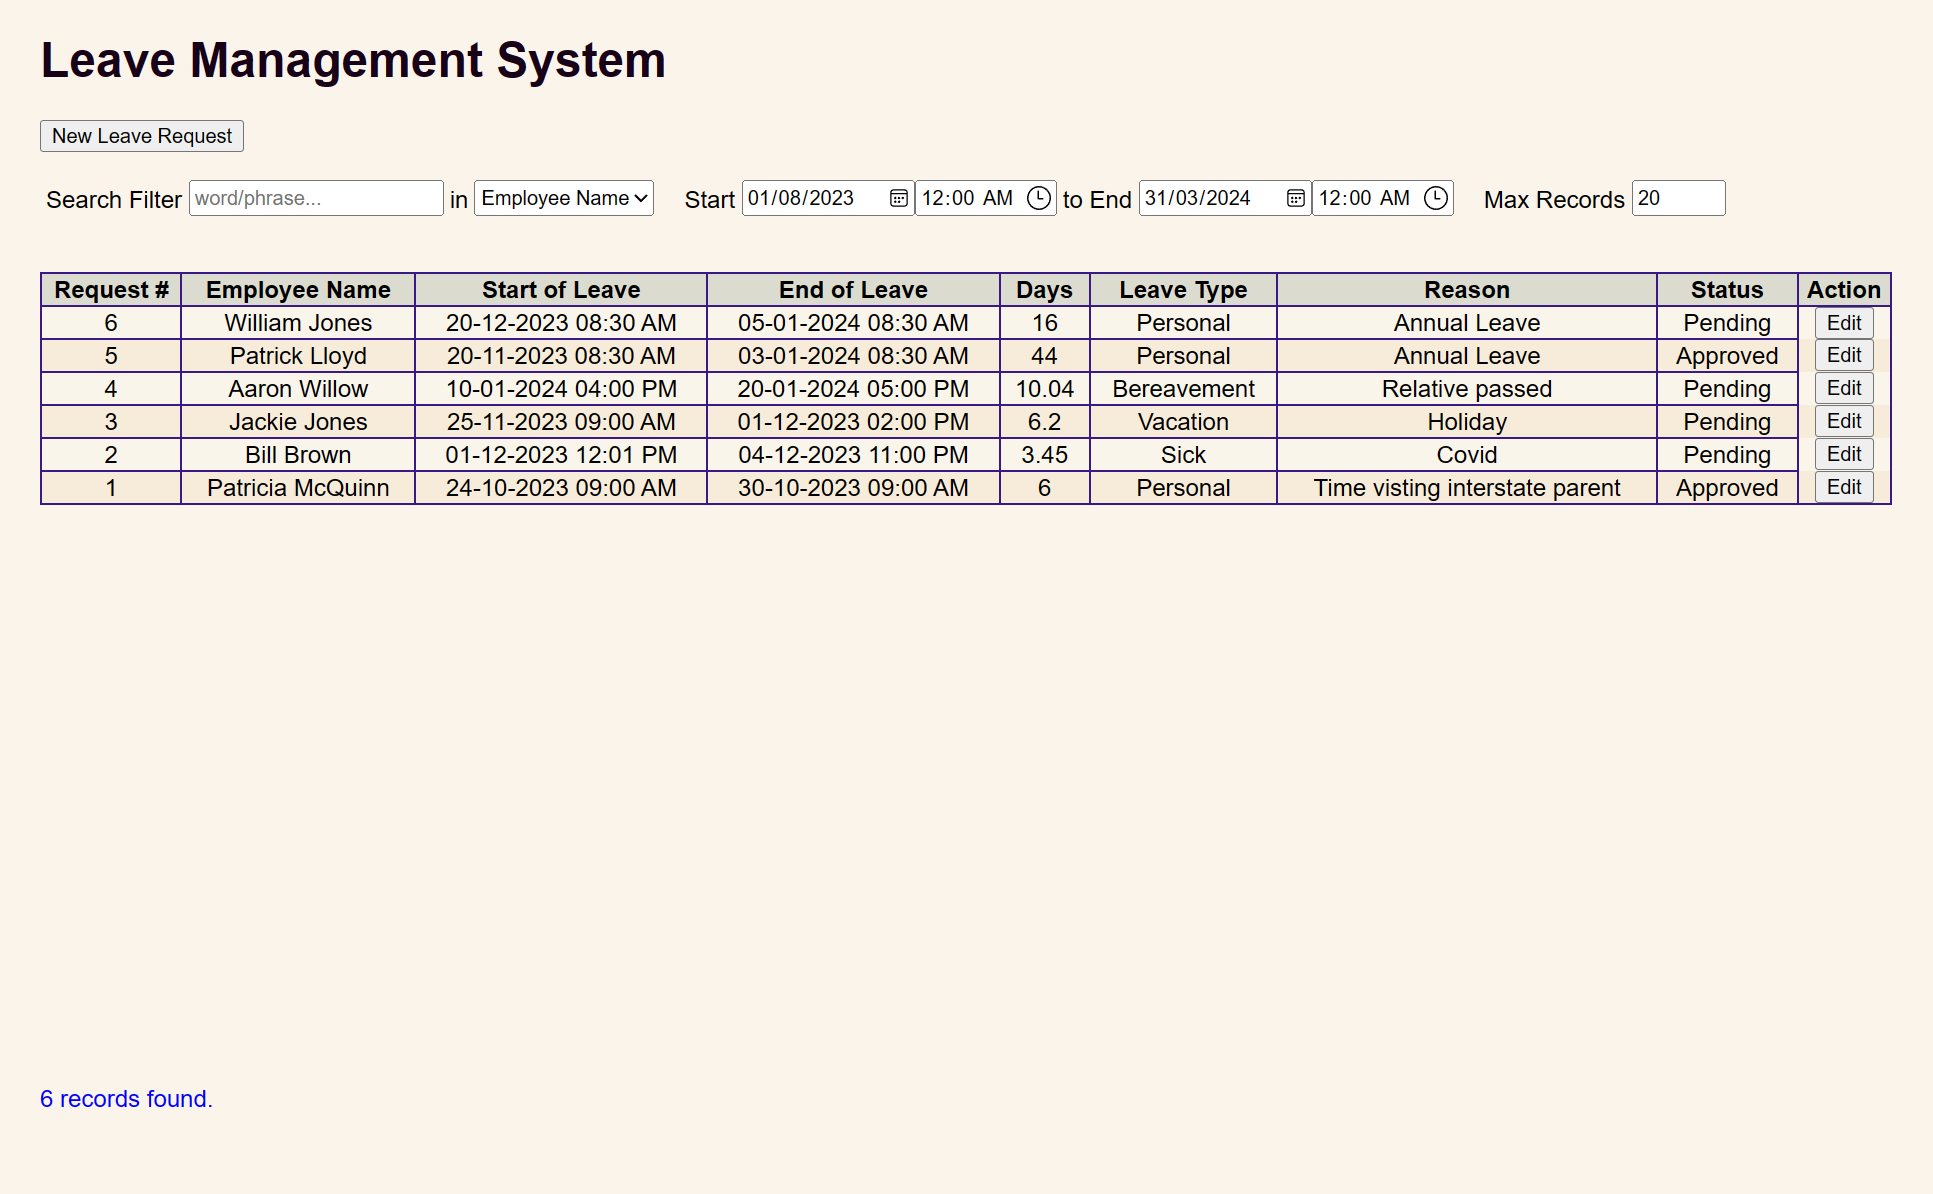 Leave Management System
New Leave Request
Search Filter word/phrase... in Employee Name Start 01/08/2023 12:00 AM to End 31/03/2024 12:00 AM Max Records 20
Request # Employee Name Start of Leave End of Leave Days Leave Type Reason Status Action
6 William Jones 20-12-2023 08:30 AM 05-01-2024 08:30 AM 16 Personal Annual Leave Pending Edit
5 Patrick Lloyd 20-11-2023 08:30 AM 03-01-2024 08:30 AM 44 Personal Annual Leave Approved Edit
4 Aaron Willow 10-01-2024 04:00 PM 20-01-2024 05:00 PM 10.04 Bereavement Relative passed Pending Edit
3 Jackie Jones 25-11-2023 09:00 AM 01-12-2023 02:00 PM 6.2 Vacation Holiday Pending Edit
2 Bill Brown 01-12-2023 12:01 PM 04-12-2023 11:00 PM 3.45 Sick Covid Pending Edit
1 Patricia McQuinn 24-10-2023 09:00 AM 30-10-2023 09:00 AM 6 Personal Time visting interstate parent Approved Edit
6 records found.